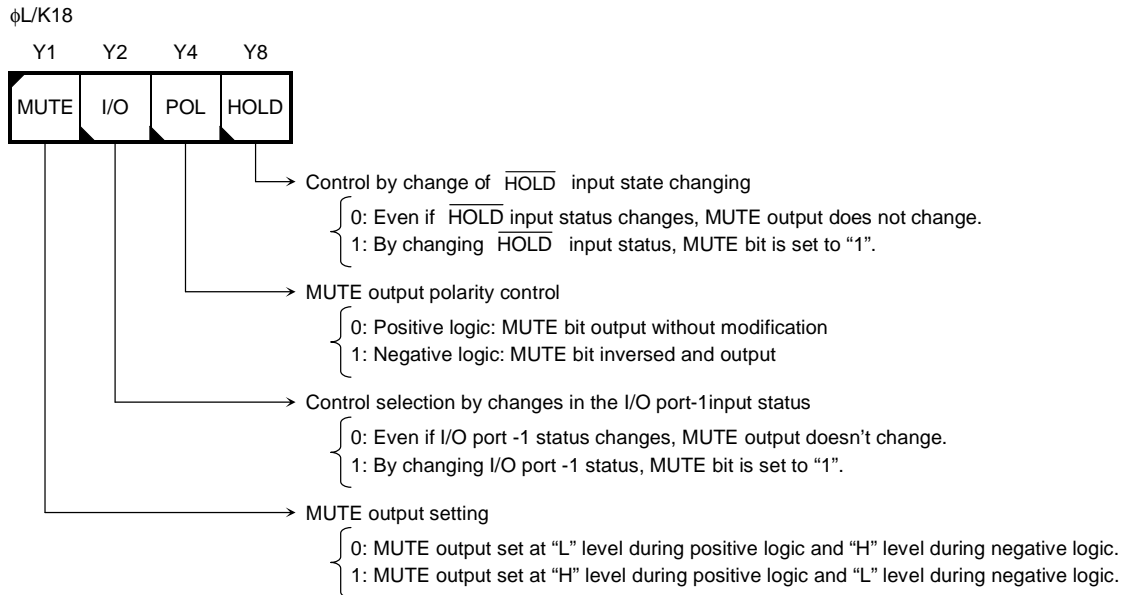 ϕL/K18
Y1 Y2 Y4 Y8
MUTE I/O POL HOLD
Control by change of HOLD input state changing
0: Even if HOLD input status changes, MUTE output does not change.
1: By changing HOLD input status, MUTE bit is set to “1”.
MUTE output polarity control
0: Positive logic: MUTE bit output without modification
1: Negative logic: MUTE bit inversed and output
Control selection by changes in the I/O port-1input status
0: Even if I/O port -1 status changes, MUTE output doesn’t change.
1: By changing I/O port -1 status, MUTE bit is set to “1”.
MUTE output setting
0: MUTE output set at “L” level during positive logic and “H” level during negative logic.
1: MUTE output set at “H” level during positive logic and “L” level during negative logic.